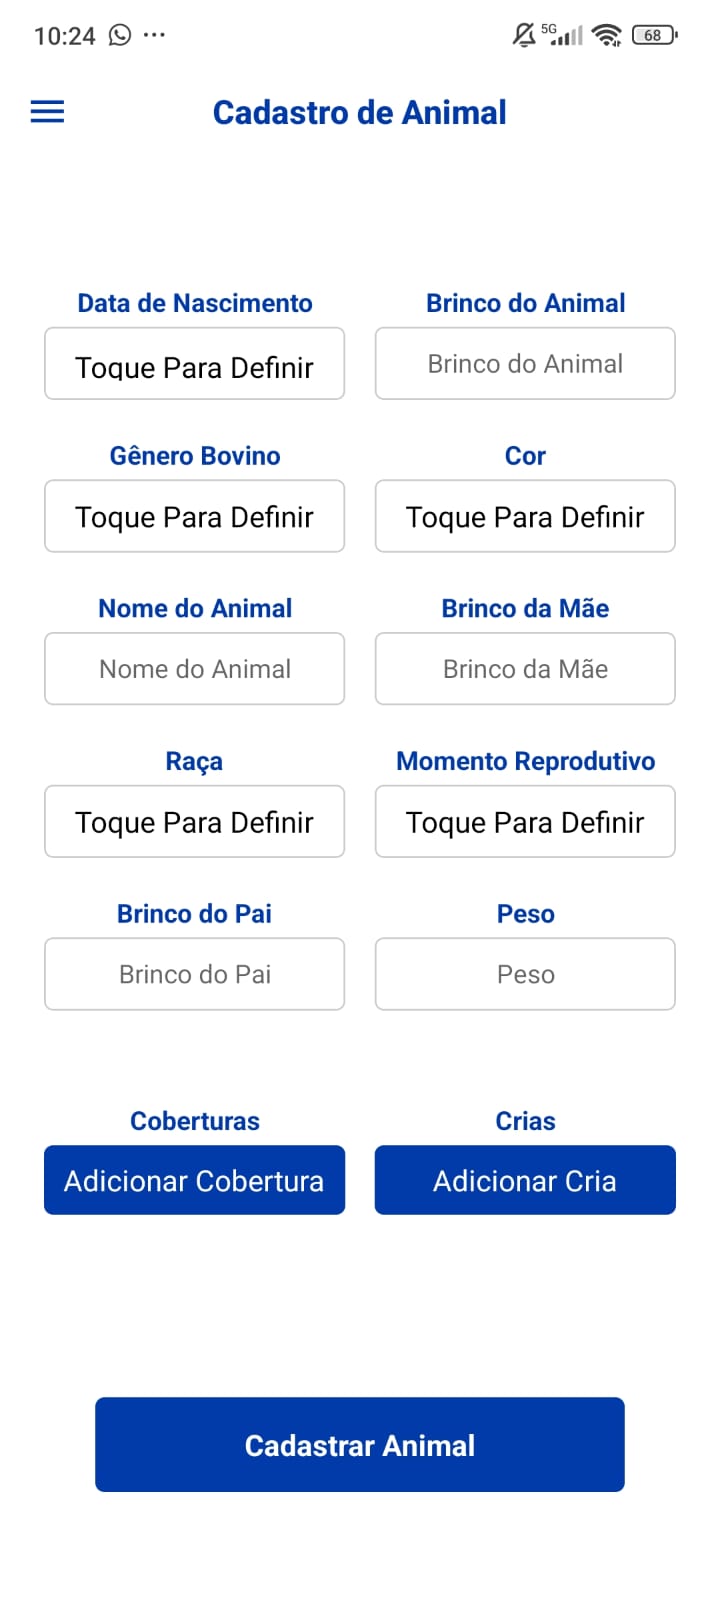 10:24 ... 5G 68
Cadastro de Animal
Data de Nascimento Brinco do Animal
Toque Para Definir Brinco do Animal
Gênero Bovino Cor
Toque Para Definir Toque Para Definir
Nome do Animal Brinco da Mãe
Nome do Animal Brinco da Mãe
Raça Momento Reprodutivo
Toque Para Definir Toque Para Definir
Brinco do Pai Peso
Brinco do Pai Peso
Coberturas Crias
Adicionar Cobertura Adicionar Cria
Cadastrar Animal